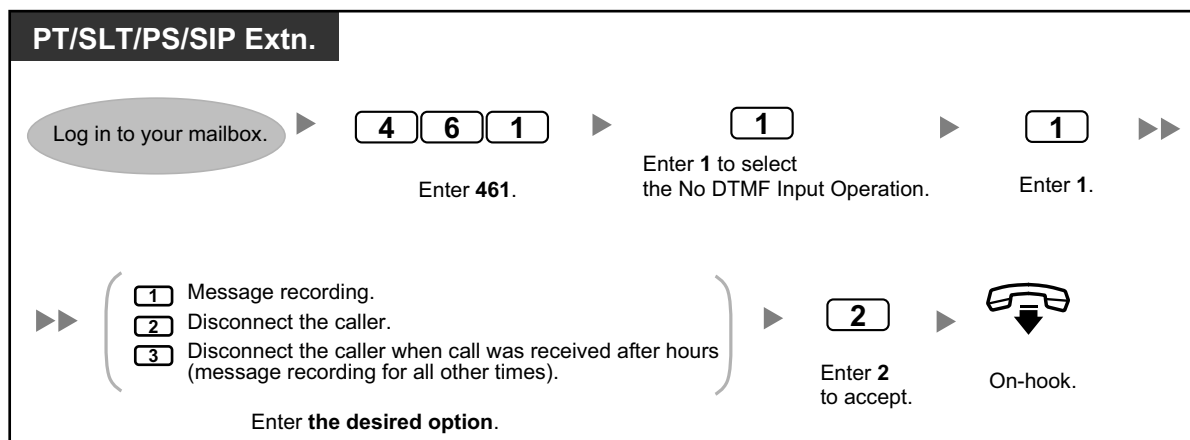 PT/SLT/PS/SIP Extn.
Log in to your mailbox.
4 6 1
1
1
Enter 461.
Enter 1 to select
the No DTMF Input Operation.
Enter 1.
1 Message recording.
2 Disconnect the caller.
3 Disconnect the caller when call was received after hours
(message recording for all other times).
Enter the desired option.
2
Enter 2
to accept.
On-hook.